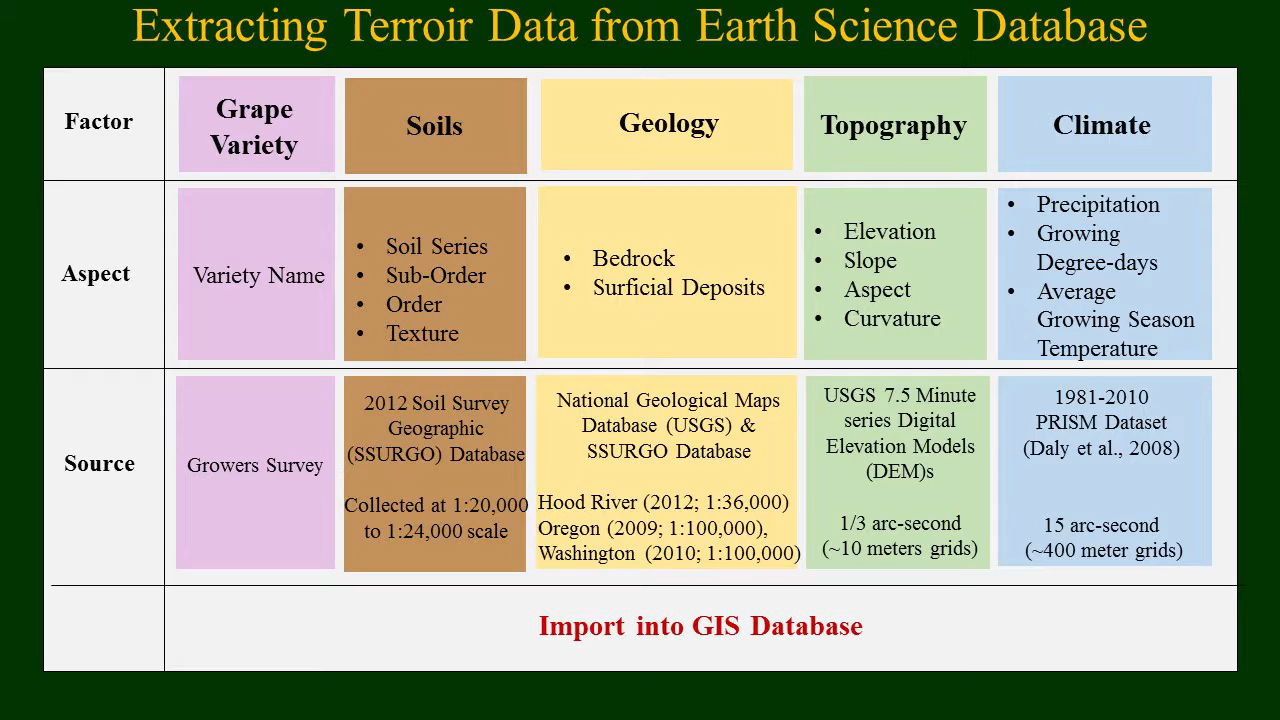 Extracting Terroir Data from Earth Science Database
Factor
Grape
Variety
Soils
Geology
Topography
Climate
Aspect
Variety Name
• Soil Series
• Sub-Order
• Order
• Texture
• Bedrock
• Surficial Deposits
• Elevation
• Slope
• Aspect
• Curvature
• Precipitation
• Growing
Degree-days
• Average
Growing Season
Temperature
Source
Growers Survey
2012 Soil Survey
Geographic
(SSURGO) Database
Collected at 1:20,000
to 1:24,000 scale
National Geological Maps
Database (USGS) &
SSURGO Database
Hood River (2012; 1:36,000)
Oregon (2009; 1:100,000),
Washington (2010; 1:100,000)
USGS 7.5 Minute
series Digital
Elevation Models
(DEM)s
1/3 arc-second
(~10 meters grids)
1981-2010
PRISM Dataset
(Daly et al., 2008)
15 arc-second
(~400 meter grids)
Import into GIS Database